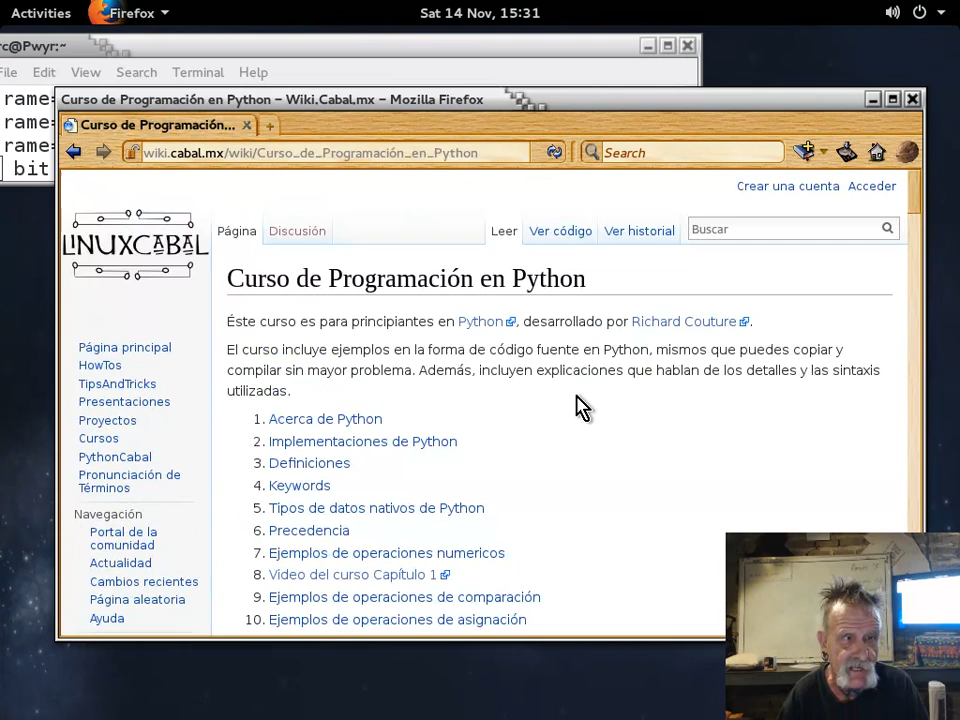 Activities Firefox Sat 14 Nov, 15:31
rc@Pwyr:~
File Edit View Search Terminal Help
rame=
rame=
rame=
bit
Curso de Programación en Python – Wiki.Cabal.mx – Mozilla Firefox
Curso de Programación...
wiki.cabal.mx/wiki/Curso_de_Programación_en_Python Search
Crear una cuenta Acceder
LINUXCABAL
Página Discusión Leer Ver código Ver historial Buscar
Curso de Programación en Python
Éste curso es para principiantes en Python, desarrollado por Richard Couture.
El curso incluye ejemplos en la forma de código fuente en Python, mismos que puedes copiar y
compilar sin mayor problema. Además, incluyen explicaciones que hablan de los detalles y las sintaxis
utilizadas.
1. Acerca de Python
2. Implementaciones de Python
3. Definiciones
4. Keywords
5. Tipos de datos nativos de Python
6. Precedencia
7. Ejemplos de operaciones numericos
8. Video del curso Capítulo 1
9. Ejemplos de operaciones de comparación
10. Ejemplos de operaciones de asignación
Página principal
HowTos
TipsAndTricks
Presentaciones
Proyectos
Cursos
PythonCabal
Pronunciación de
Términos
Navegación
Portal de la
comunidad
Actualidad
Cambios recientes
Página aleatoria
Ayuda